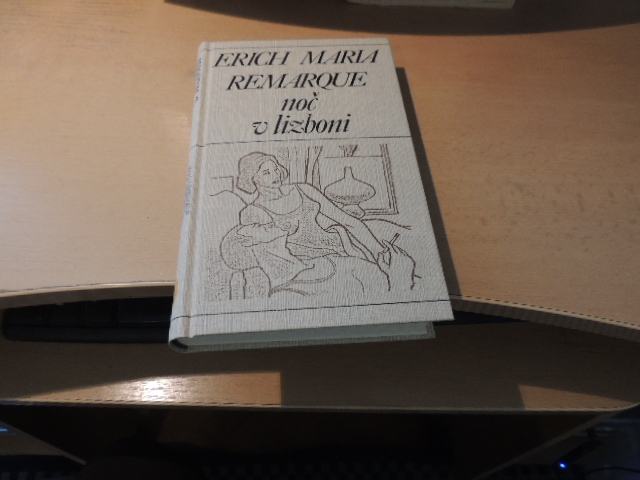 ERICH MARIA
REMARQUE
noč
v lizboni